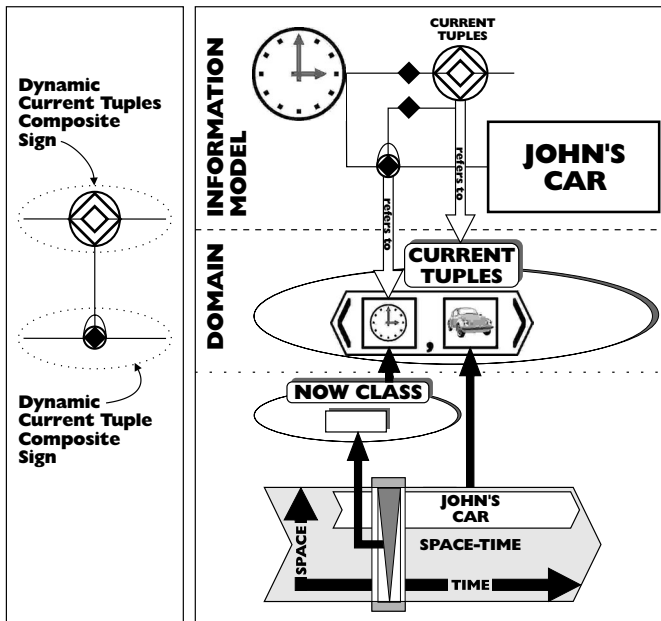 Dynamic
Current Tuples
Composite
Sign
Dynamic
Current Tuple
Composite
Sign
INFORMATION
MODEL
CURRENT
TUPLES
JOHN'S
CAR
refers to
refers to
DOMAIN
CURRENT
TUPLES
,
NOW CLASS
JOHN'S
CAR
SPACE-TIME
SPACE
TIME